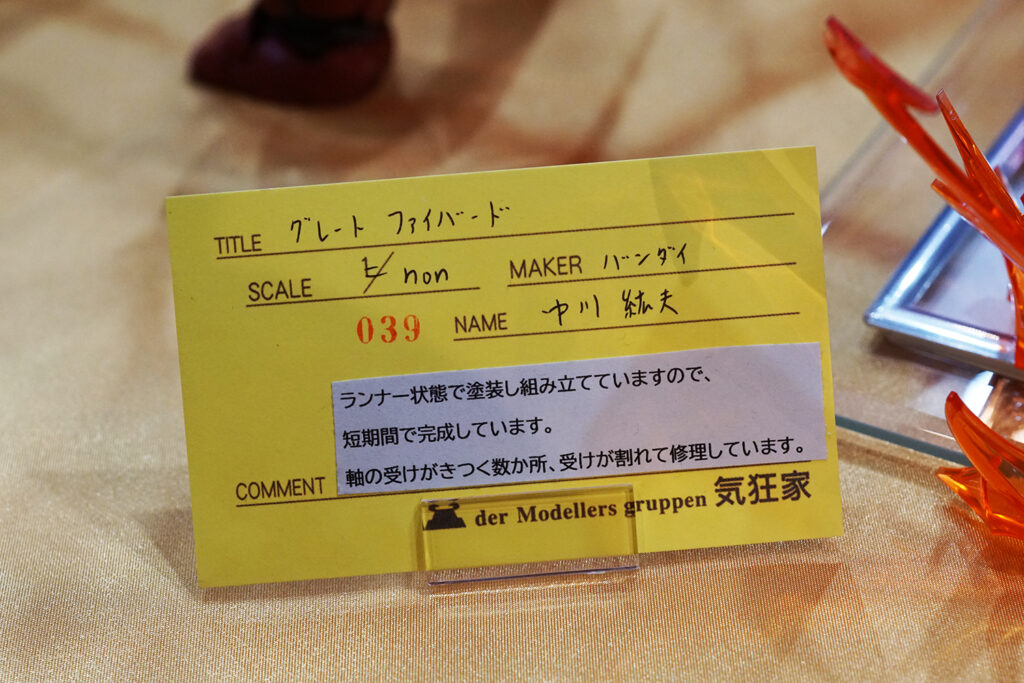 TITLE グレート ファイバード
SCALE non MAKER バンダイ
039 NAME 中川 紘夫
ランナー状態で塗装し組み立てていますので、
短期間で完成しています。
COMMENT 軸の受けがきつく数か所、受けが割れて修理しています。
der Modellers gruppen 気狂家